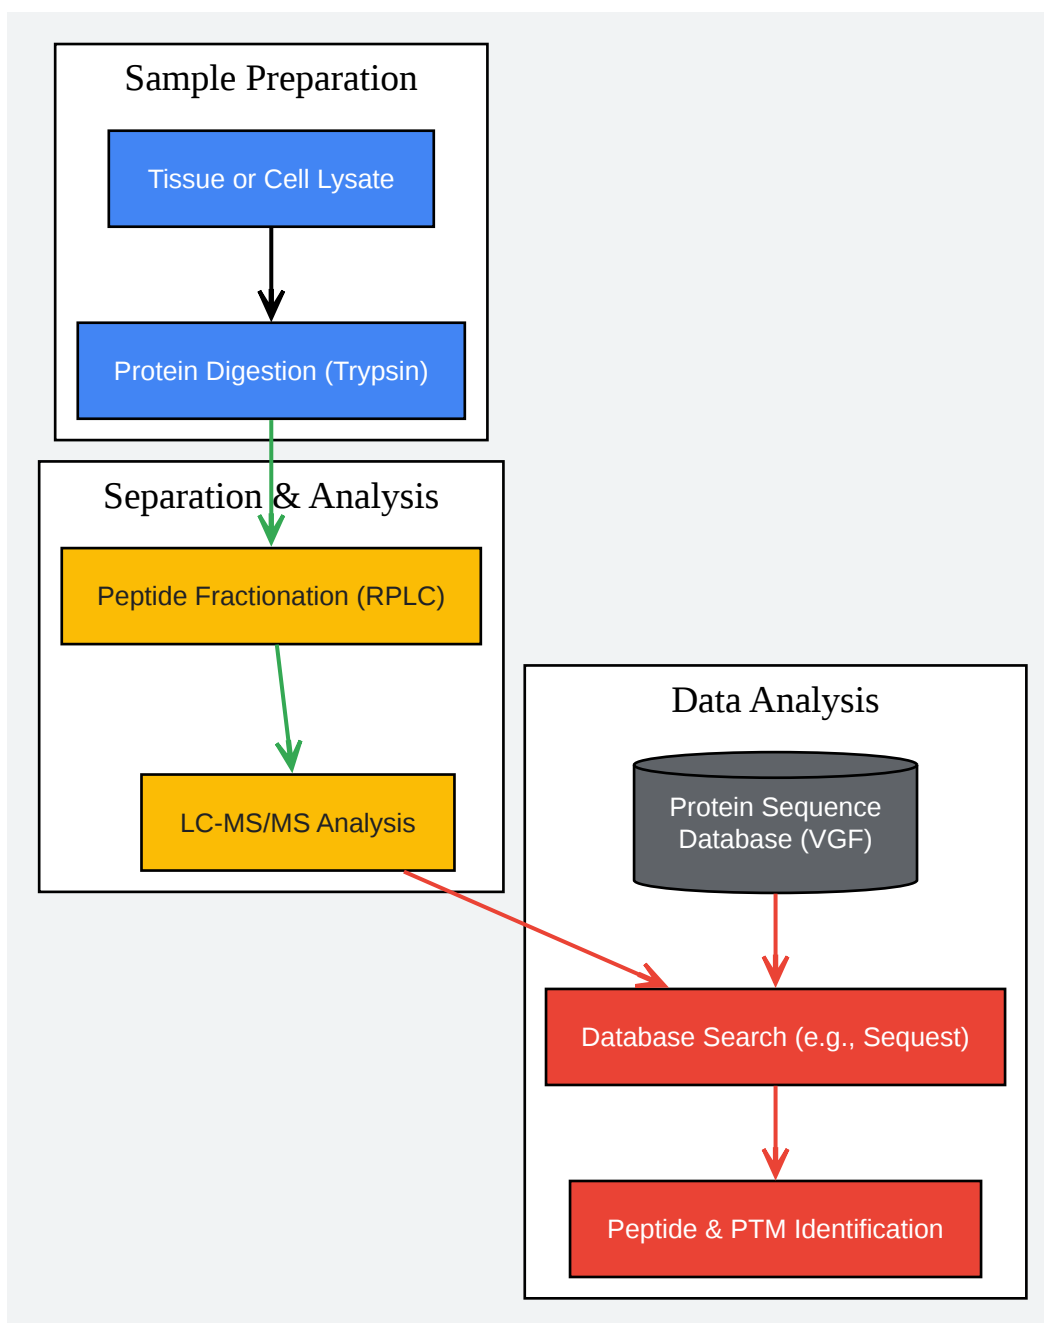 Sample Preparation
Tissue or Cell Lysate
Protein Digestion (Trypsin)
Separation & Analysis
Peptide Fractionation (RPLC)
LC-MS/MS Analysis
Data Analysis
Protein Sequence
Database (VGF)
Database Search (e.g., Sequest)
Peptide & PTM Identification